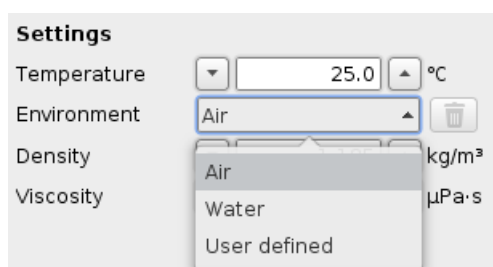 Settings
Temperature 25.0 °C
Environment Air
Density kg/m³
Air
Viscosity µPa·s
Water
User defined